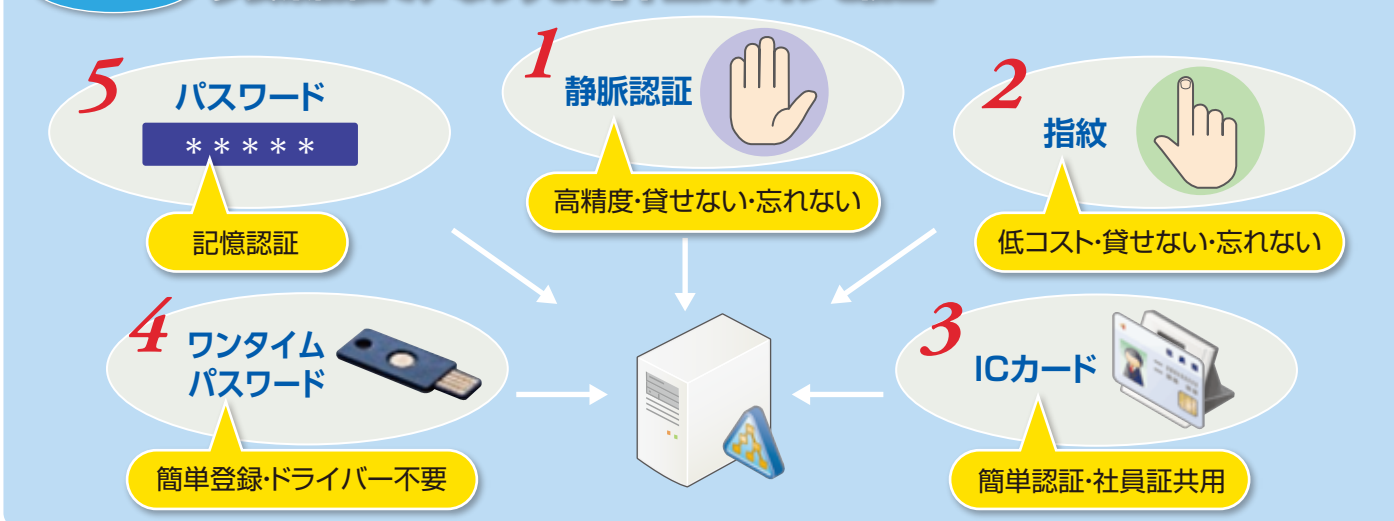 1
静脈認証
高精度・貸せない・忘れない
2
指紋
低コスト・貸せない・忘れない
3
ICカード
簡単認証・社員証共用
4
ワンタイム
パスワード
簡単登録・ドライバー不要
5
パスワード
*****
記憶認証